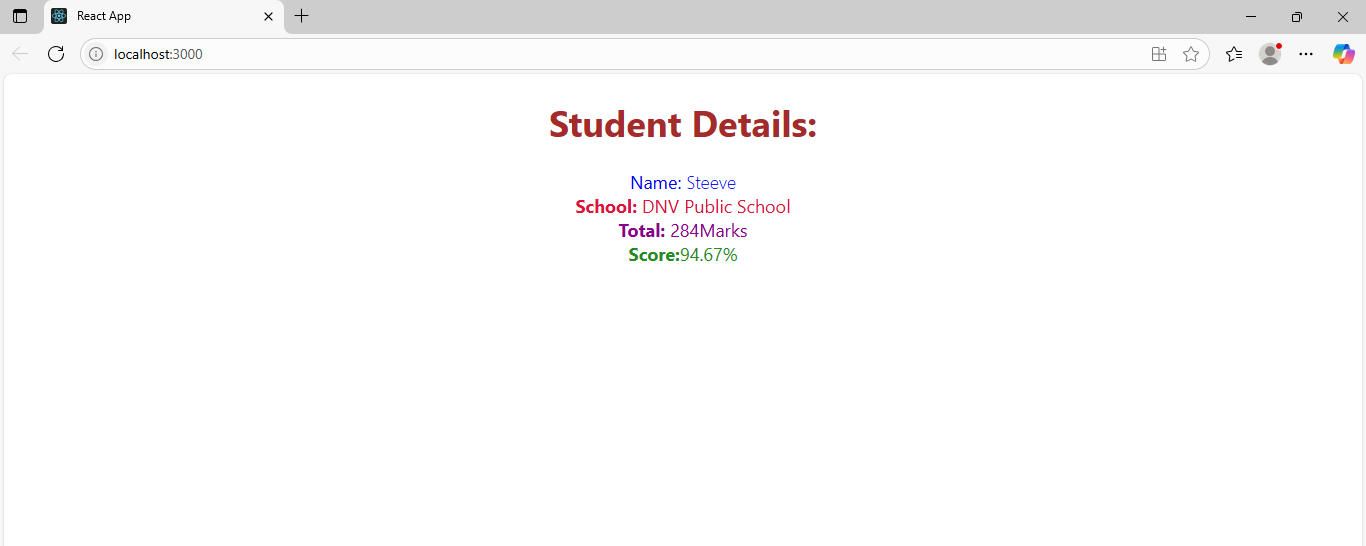 React App
localhost:3000
Student Details:
Name: Steeve
School: DNV Public School
Total: 284Marks
Score:94.67%